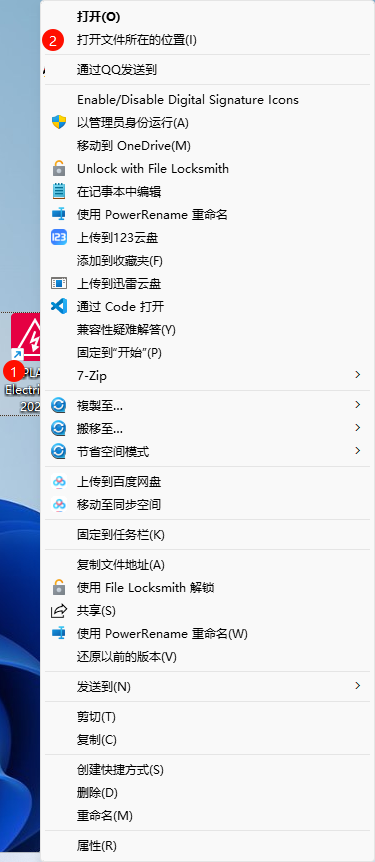 打开(O)
2
打开文件所在的位置(I)
通过QQ发送到
Enable/Disable Digital Signature Icons
以管理员身份运行(A)
移动到 OneDrive(M)
Unlock with File Locksmith
在记事本中编辑
使用 PowerRename 重命名
123
上传到123云盘
添加到收藏夹(F)
上传到迅雷云盘
通过 Code 打开
兼容性疑难解答(Y)
固定到"开始"(P)
1
PLA
Electri
202
7-Zip
複製至...
搬移至...
节省空间模式
上传到百度网盘
移动至同步空间
固定到任务栏(K)
复制文件地址(A)
使用 File Locksmith 解锁
共享(S)
使用 PowerRename 重命名(W)
还原以前的版本(V)
发送到(N)
剪切(T)
复制(C)
创建快捷方式(S)
删除(D)
重命名(M)
属性(R)